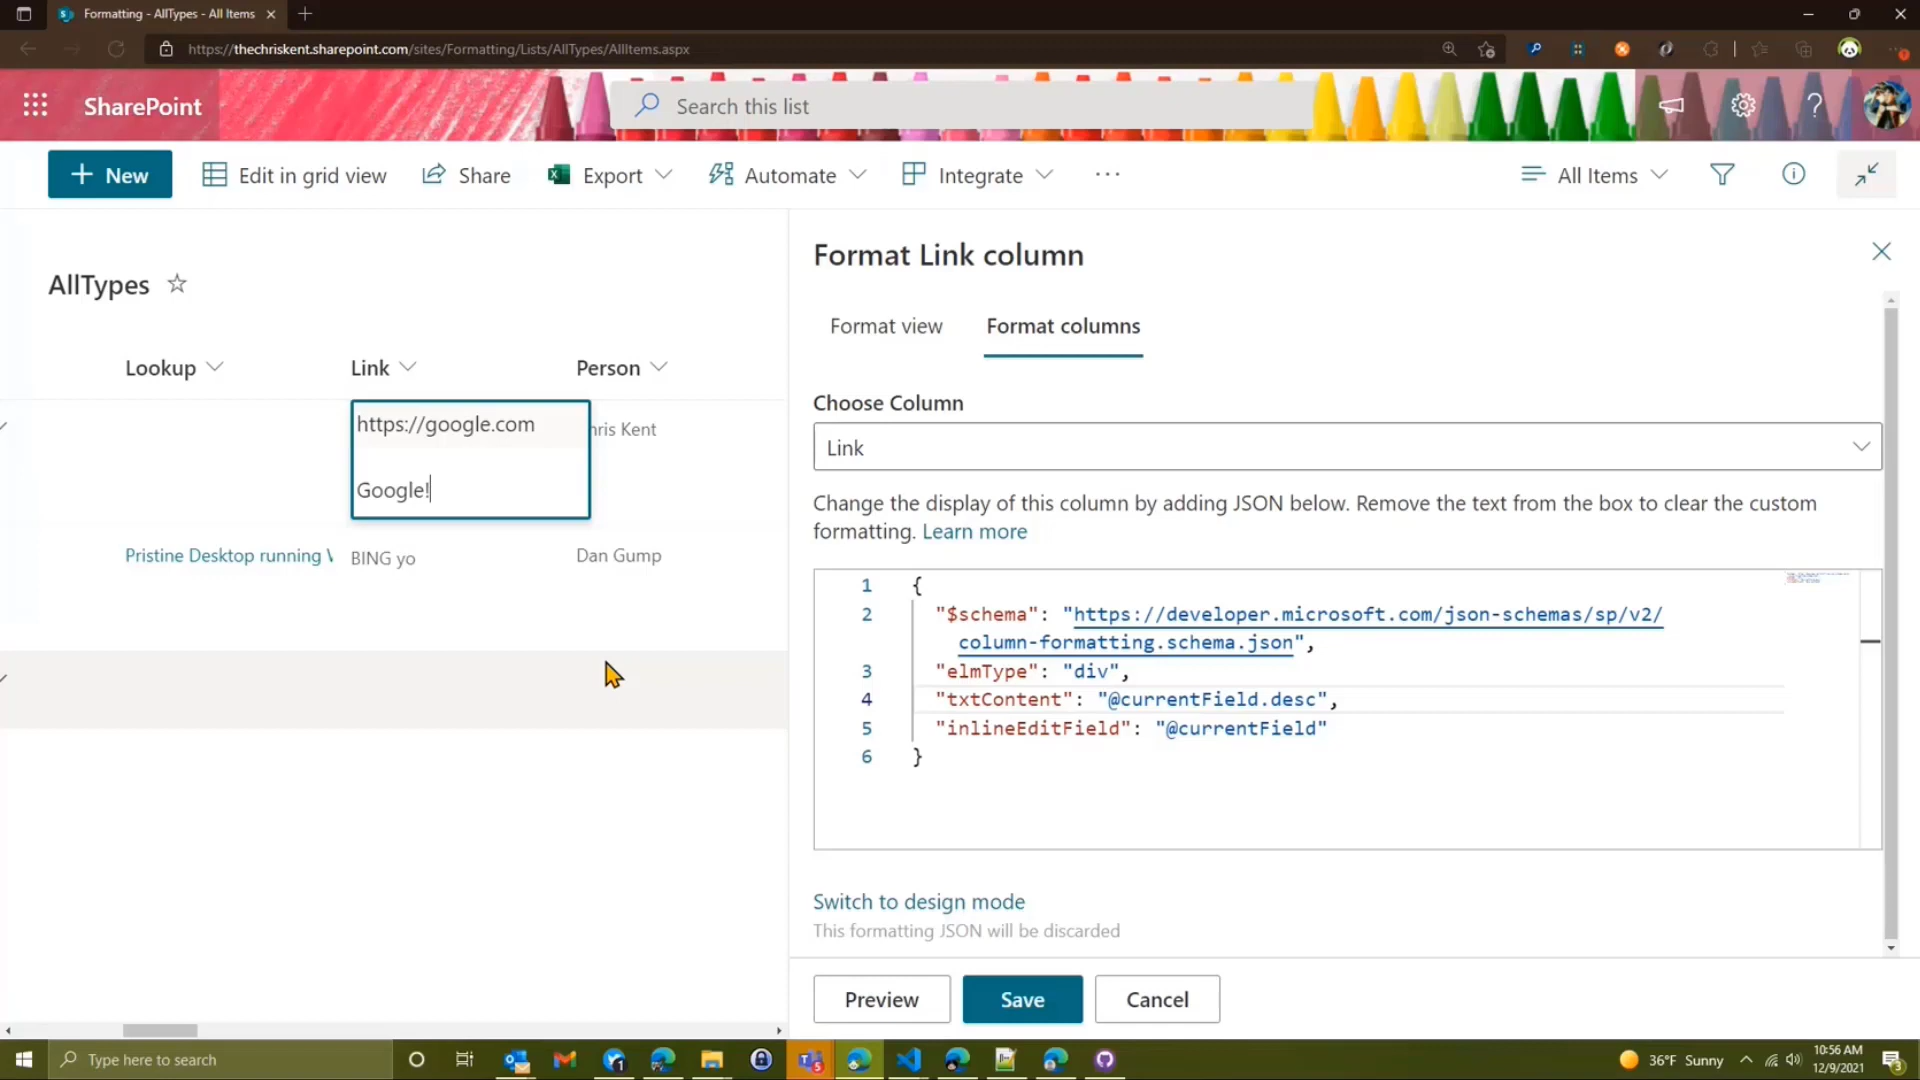 Formatting - AllTypes - All Items
https://thechriskent.sharepoint.com/sites/Formatting/Lists/AllTypes/AllItems.aspx
SharePoint
Search this list
New
Edit in grid view
Share
Export
Automate
Integrate
All Items
AllTypes
Lookup
Link
Person
https://google.com
Google!
hris Kent
Pristine Desktop running
BING yo
Dan Gump
Format Link column
Format view
Format columns
Choose Column
Link
Change the display of this column by adding JSON below. Remove the text from the box to clear the custom
formatting. Learn more
1 {
2 "$schema": "https://developer.microsoft.com/json-schemas/sp/v2/
column-formatting.schema.json",
3 "elmType": "div",
4 "txtContent": "@currentField.desc",
5 "inlineEditField": "@currentField"
6 }
Switch to design mode
This formatting JSON will be discarded
Preview
Save
Cancel
Type here to search
36°F Sunny
10:56 AM
12/9/2021